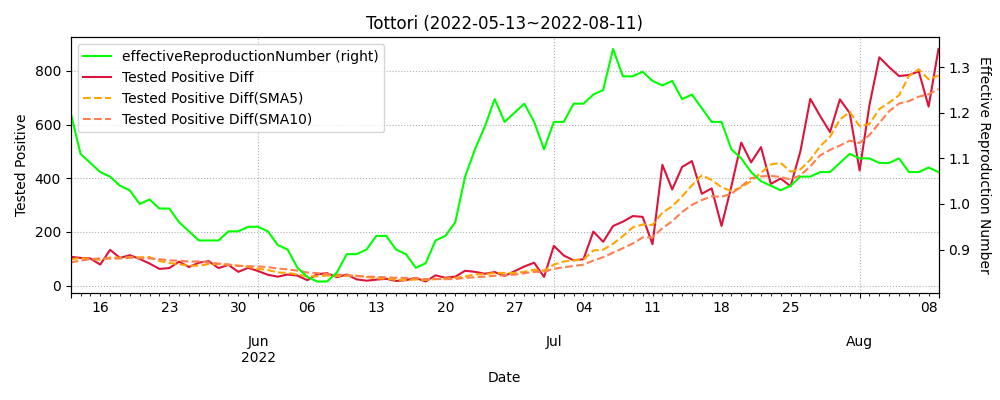 Tottori (2022-05-13~2022-08-11)
effectiveReproductionNumber (right)
Tested Positive Diff
Tested Positive Diff(SMA5)
Tested Positive Diff(SMA10)
Tested Positive
800
600
400
200
0
1.3
1.2
1.1
1.0
0.9
Effective Reproduction Number
16 23 30 06 13 20 27 04 11 18 25 08
Jun Jul Aug
2022
Date